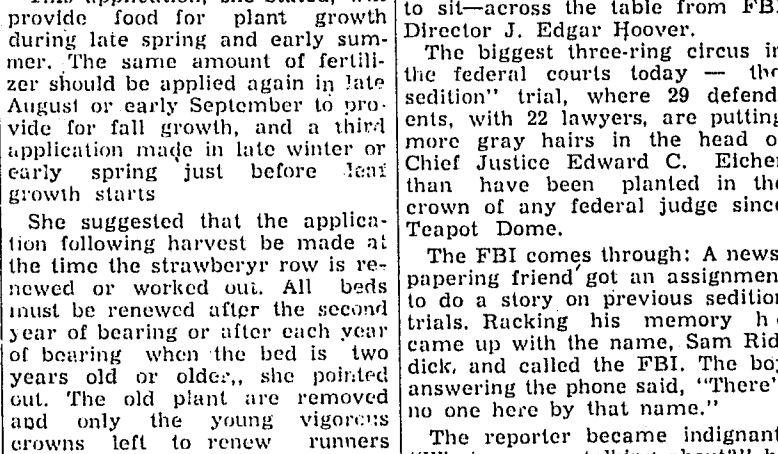 provide food for plant growth
during late spring and early sum-
mer. The same amount of fertili-
zer should be applied again in late
August or early September to pro-
vide for fall growth, and a third
application made in late winter or
early spring just before leaf
growth starts
She suggested that the applica-
tion following harvest be made at
the time the strawberyr row is re-
newed or worked out. All beds
must be renewed after the second
year of bearing or after each year
of bearing when the bed is two
years old or older,, she pointed
out. The old plant are removed
and only the young vigorous
crowns left to renew runners
to sit—across the table from FBI
Director J. Edgar Hoover.
The biggest three-ring circus in
the federal courts today — the
sedition" trial, where 29 defend-
ents, with 22 lawyers, are putting
more gray hairs in the head of
Chief Justice Edward C. Eicher
than have been planted in the
crown of any federal judge since
Teapot Dome.
The FBI comes through: A news-
papering friend got an assignment
to do a story on previous sedition
trials. Racking his memory he
came up with the name, Sam Rid-
dick, and called the FBI. The boy
answering the phone said, "There's
no one here by that name."
The reporter became indignant